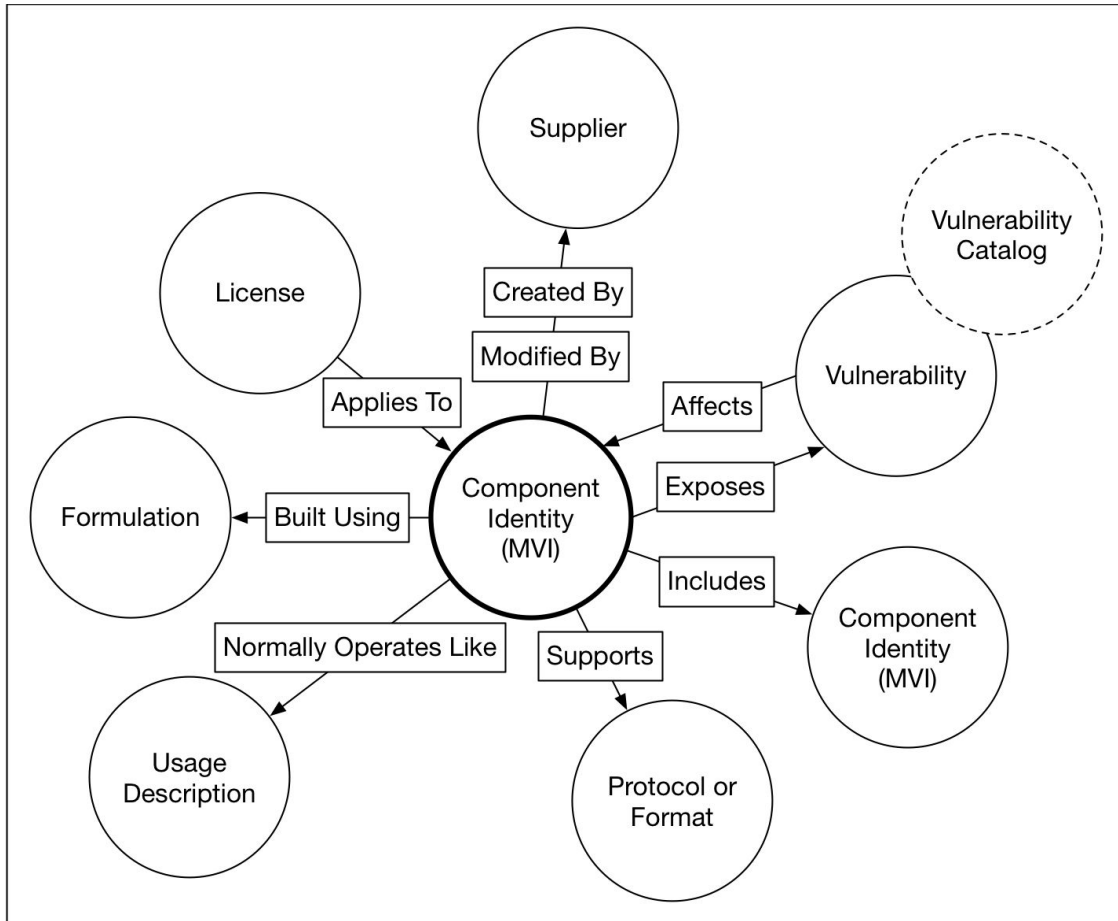 Supplier
Vulnerability
Catalog
License
Created By
Modified By
Vulnerability
Applies To
Affects
Component
Identity
(MVI)
Exposes
Formulation
Built Using
Includes
Component
Identity
(MVI)
Normally Operates Like
Supports
Usage
Description
Protocol or
Format